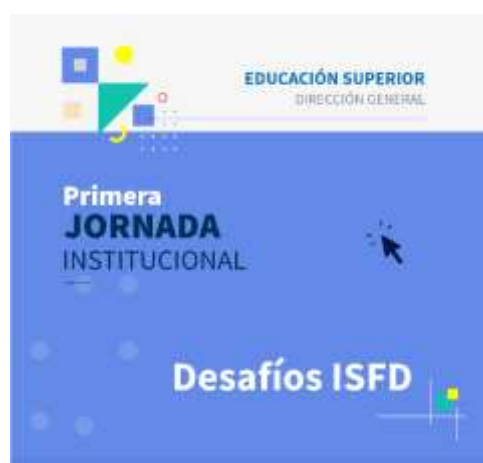 EDUCACIÓN SUPERIOR
DIRECCIÓN GENERAL
Primera
JORNADA
INSTITUCIONAL
Desafíos ISFD